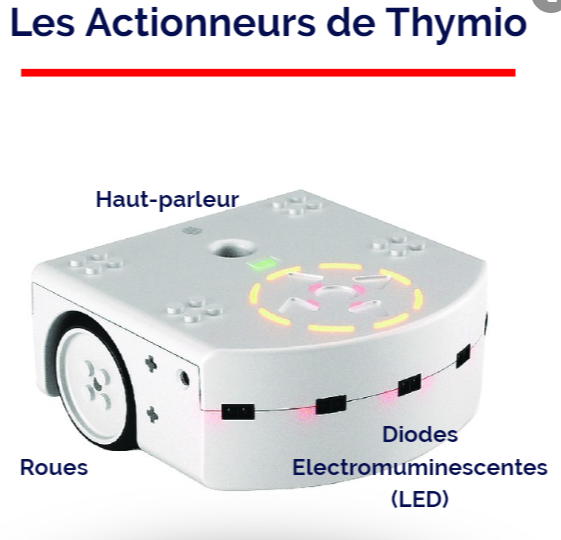 Les Actionneurs de Thymio
Haut-parleur
Roues
Diodes
Electromuminescentes
(LED)